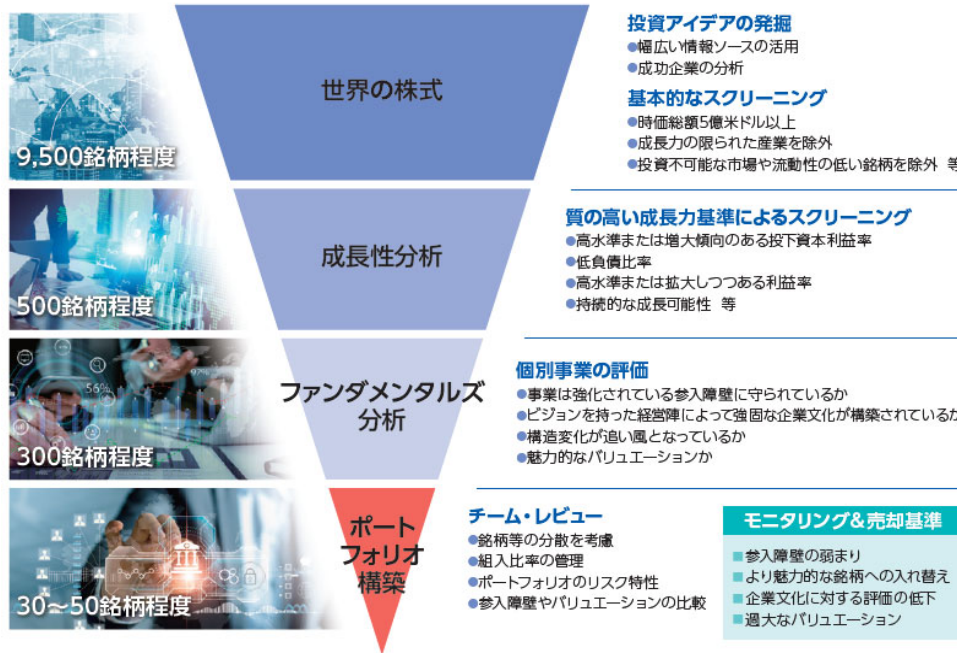 世界の株式
9,500銘柄程度
投資アイデアの発掘
●幅広い情報ソースの活用
●成功企業の分析
基本的なスクリーニング
●時価総額5億米ドル以上
●成長力の限られた産業を除外
●投資不可能な市場や流動性の低い銘柄を除外 等
成長性分析
500銘柄程度
質の高い成長力基準によるスクリーニング
●高水準または増大傾向のある投下資本利益率
●低負債比率
●高水準または拡大しつつある利益率
●持続的な成長可能性 等
ファンダメンタルズ
分析
56%
300銘柄程度
個別事業の評価
●事業は強化されている参入障壁に守られているか
●ビジョンを持った経営陣によって強固な企業文化が構築されているか
●構造変化が追い風となっているか
●魅力的なバリュエーションか
ポート
フォリオ
構築
30～50銘柄程度
チーム・レビュー
●銘柄等の分散を考慮
●組入比率の管理
●ポートフォリオのリスク特性
●参入障壁やバリュエーションの比較
モニタリング&売却基準
■参入障壁の弱まり
■より魅力的な銘柄への入れ替え
■企業文化に対する評価の低下
■過大なバリュエーション